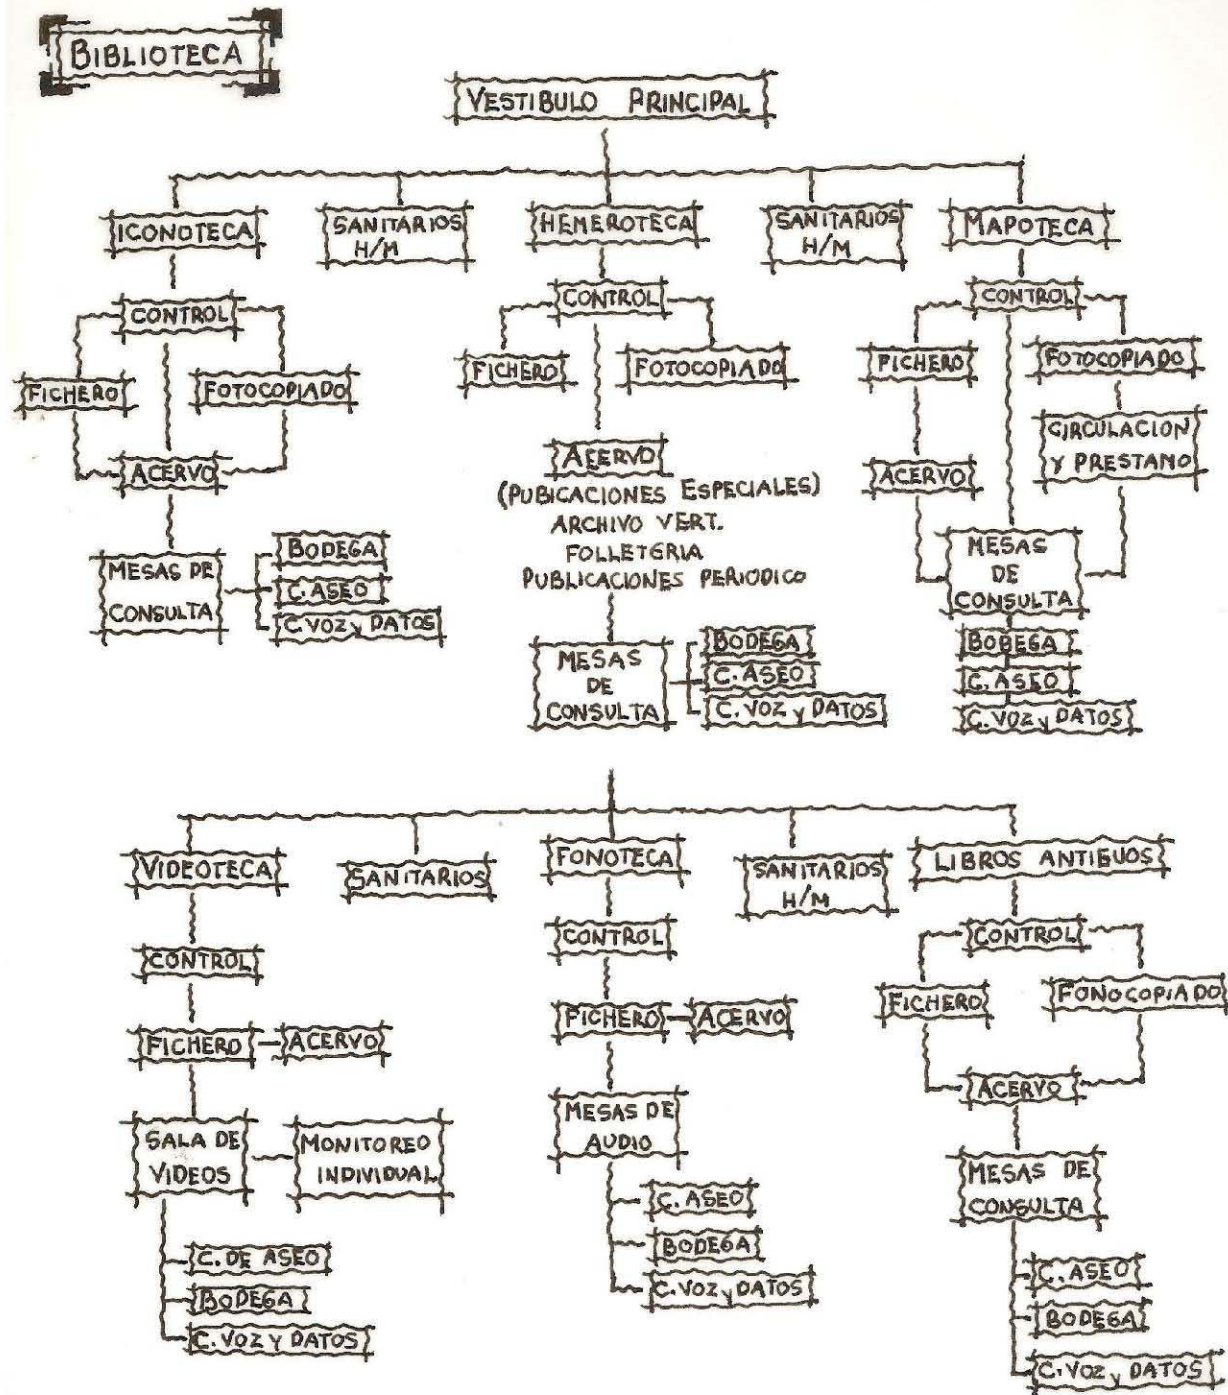 BIBLIOTECA
VESTIBULO PRINCIPAL
ICONOTECA
SANITARIOS
H/M
HEMEROTECA
SANITARIOS
H/M
MAPOTECA
CONTROL
FICHERO
FOTOCOPIADO
ACERVO
MESAS DE
CONSULTA
BODEGA
C. ASEO
C. VOZ y DATOS
CONTROL
FICHERO
FOTOCOPIADO
ACERVO
(PUBICACIONES ESPECIALES)
ARCHIVO VERT.
FOLLETERIA
PUBLICACIONES PERIODICO
MESAS
DE
CONSULTA
BODEGA
C. ASEO
C. VOZ y DATOS
CONTROL
FICHERO
FOTOCOPIADO
CIRCULACION
Y PRESTANO
ACERVO
MESAS
DE
CONSULTA
BODEGA
C. ASEO
C. VOZ y DATOS
VIDEOTECA
SANITARIOS
FONOTECA
SANITARIOS
H/M
LIBROS ANTIGUOS
CONTROL
FICHERO
ACERVO
SALA DE
VIDEOS
MONITOREO
INDIVIDUAL
C. DE ASEO
BODEGA
C. VOZ Y DATOS
CONTROL
FICHERO
ACERVO
MESAS DE
AUDIO
C. ASEO
BODEGA
C. VOZ y DATOS
CONTROL
FICHERO
FONOCOPIADO
ACERVO
MESAS DE
CONSULTA
C. ASEO
BODEGA
C. VOZ y DATOS